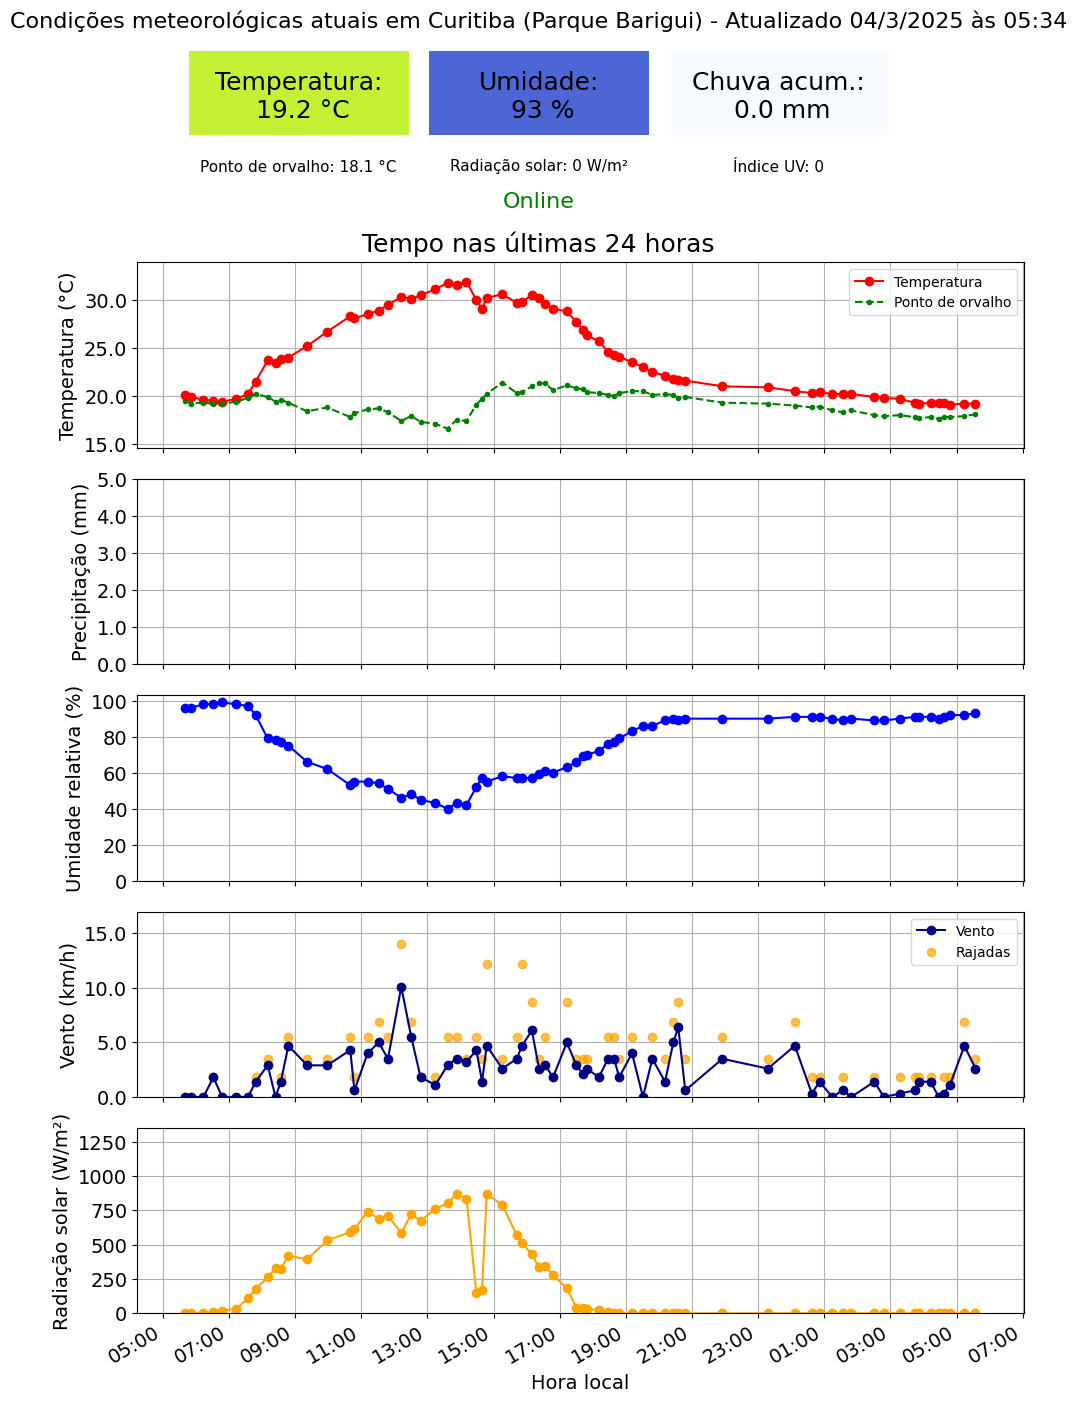 Condições meteorológicas atuais em Curitiba (Parque Barigui) - Atualizado 04/3/2025 às 05:34
Temperatura:
19.2 °C
Umidade:
93 %
Chuva acum.:
0.0 mm
Ponto de orvalho: 18.1 °C
Radiação solar: 0 W/m²
Índice UV: 0
Online
Tempo nas últimas 24 horas
Temperatura (°C)
30.0
25.0
20.0
15.0
Temperatura
Ponto de orvalho
Precipitação (mm)
5.0
4.0
3.0
2.0
1.0
0.0
Umidade relativa (%)
100
80
60
40
20
0
Vento (km/h)
15.0
10.0
5.0
0.0
Vento
Rajadas
Radiação solar (W/m²)
1250
1000
750
500
250
0
05:00
07:00
09:00
11:00
13:00
15:00
17:00
19:00
21:00
23:00
01:00
03:00
05:00
07:00
Hora local